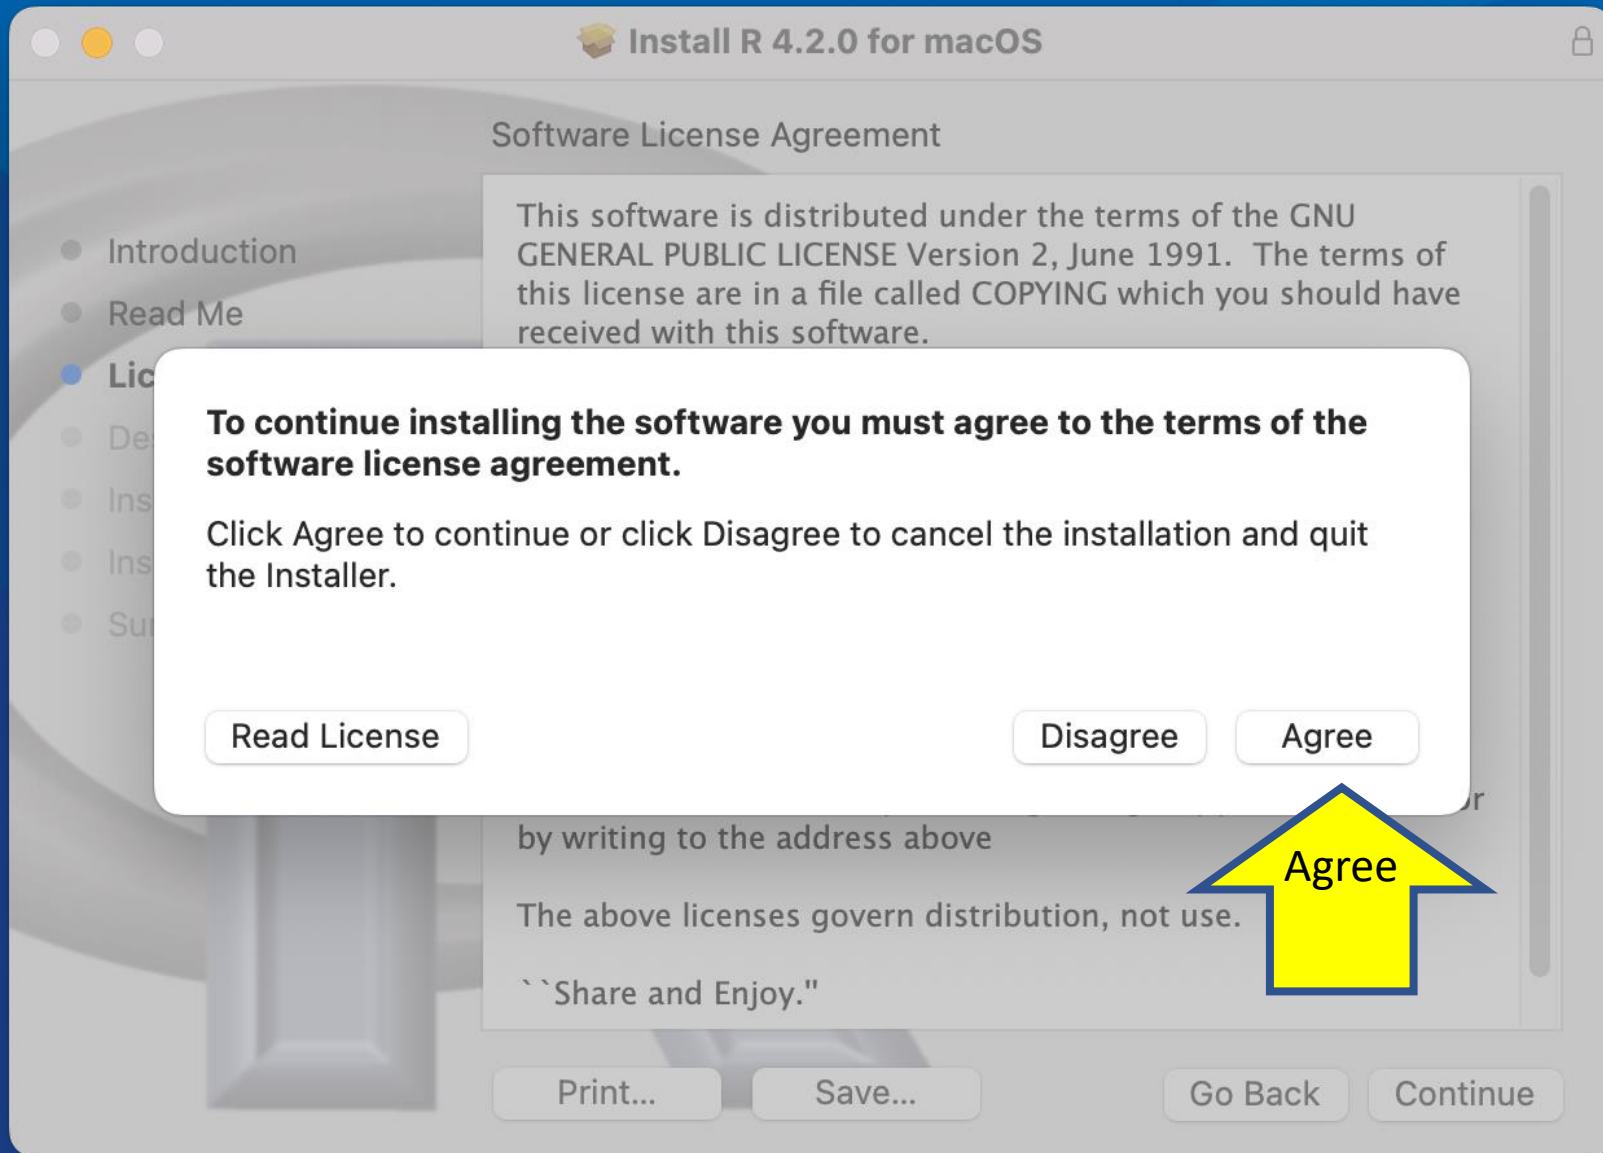 Install R 4.2.0 for macOS
Software License Agreement
Introduction
Read Me
This software is distributed under the terms of the GNU
GENERAL PUBLIC LICENSE Version 2, June 1991.  The terms of
this license are in a file called COPYING which you should have
received with this software.
To continue installing the software you must agree to the terms of the
software license agreement.
Click Agree to continue or click Disagree to cancel the installation and quit
the Installer.
Read License
Disagree
Agree
by writing to the address above
Agree
The above licenses govern distribution, not use.
``Share and Enjoy."
Print...
Save...
Go Back
Continue